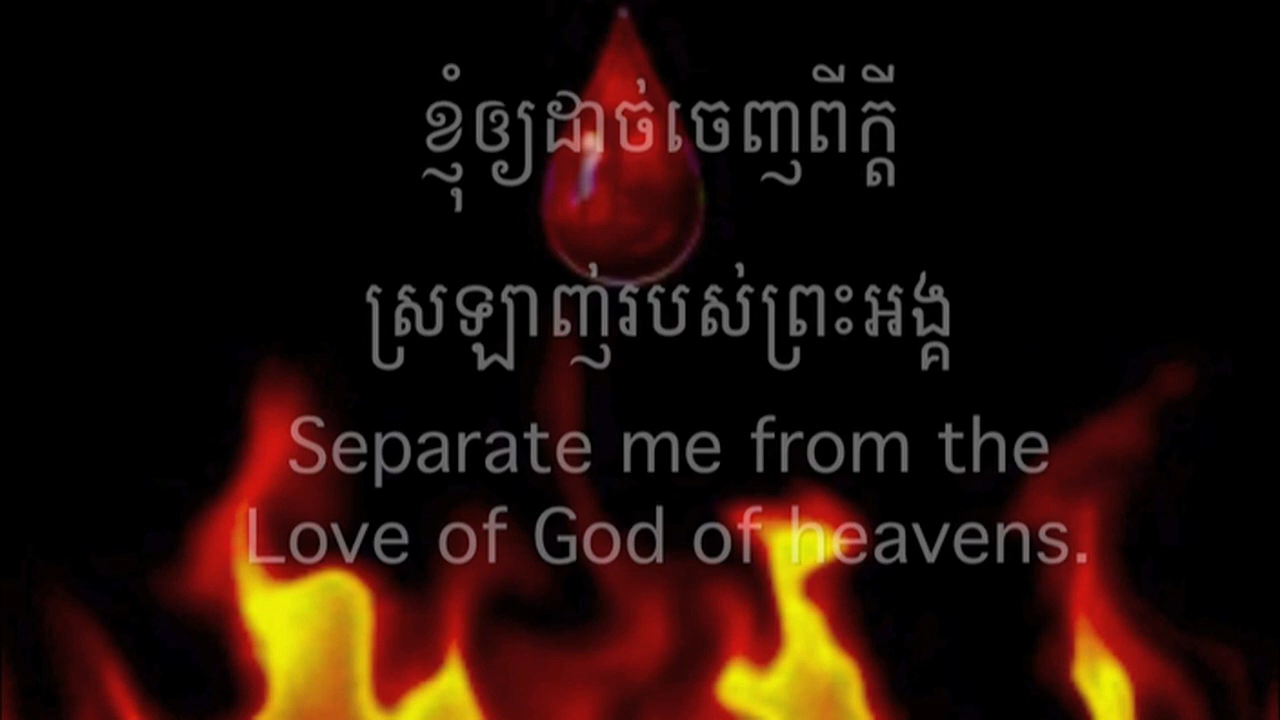 ខ្ញុំឲ្យដាច់ចេញពីក្តី
ស្រឡាញ់របស់ព្រះអង្គ
Separate me from the
Love of God of heavens.